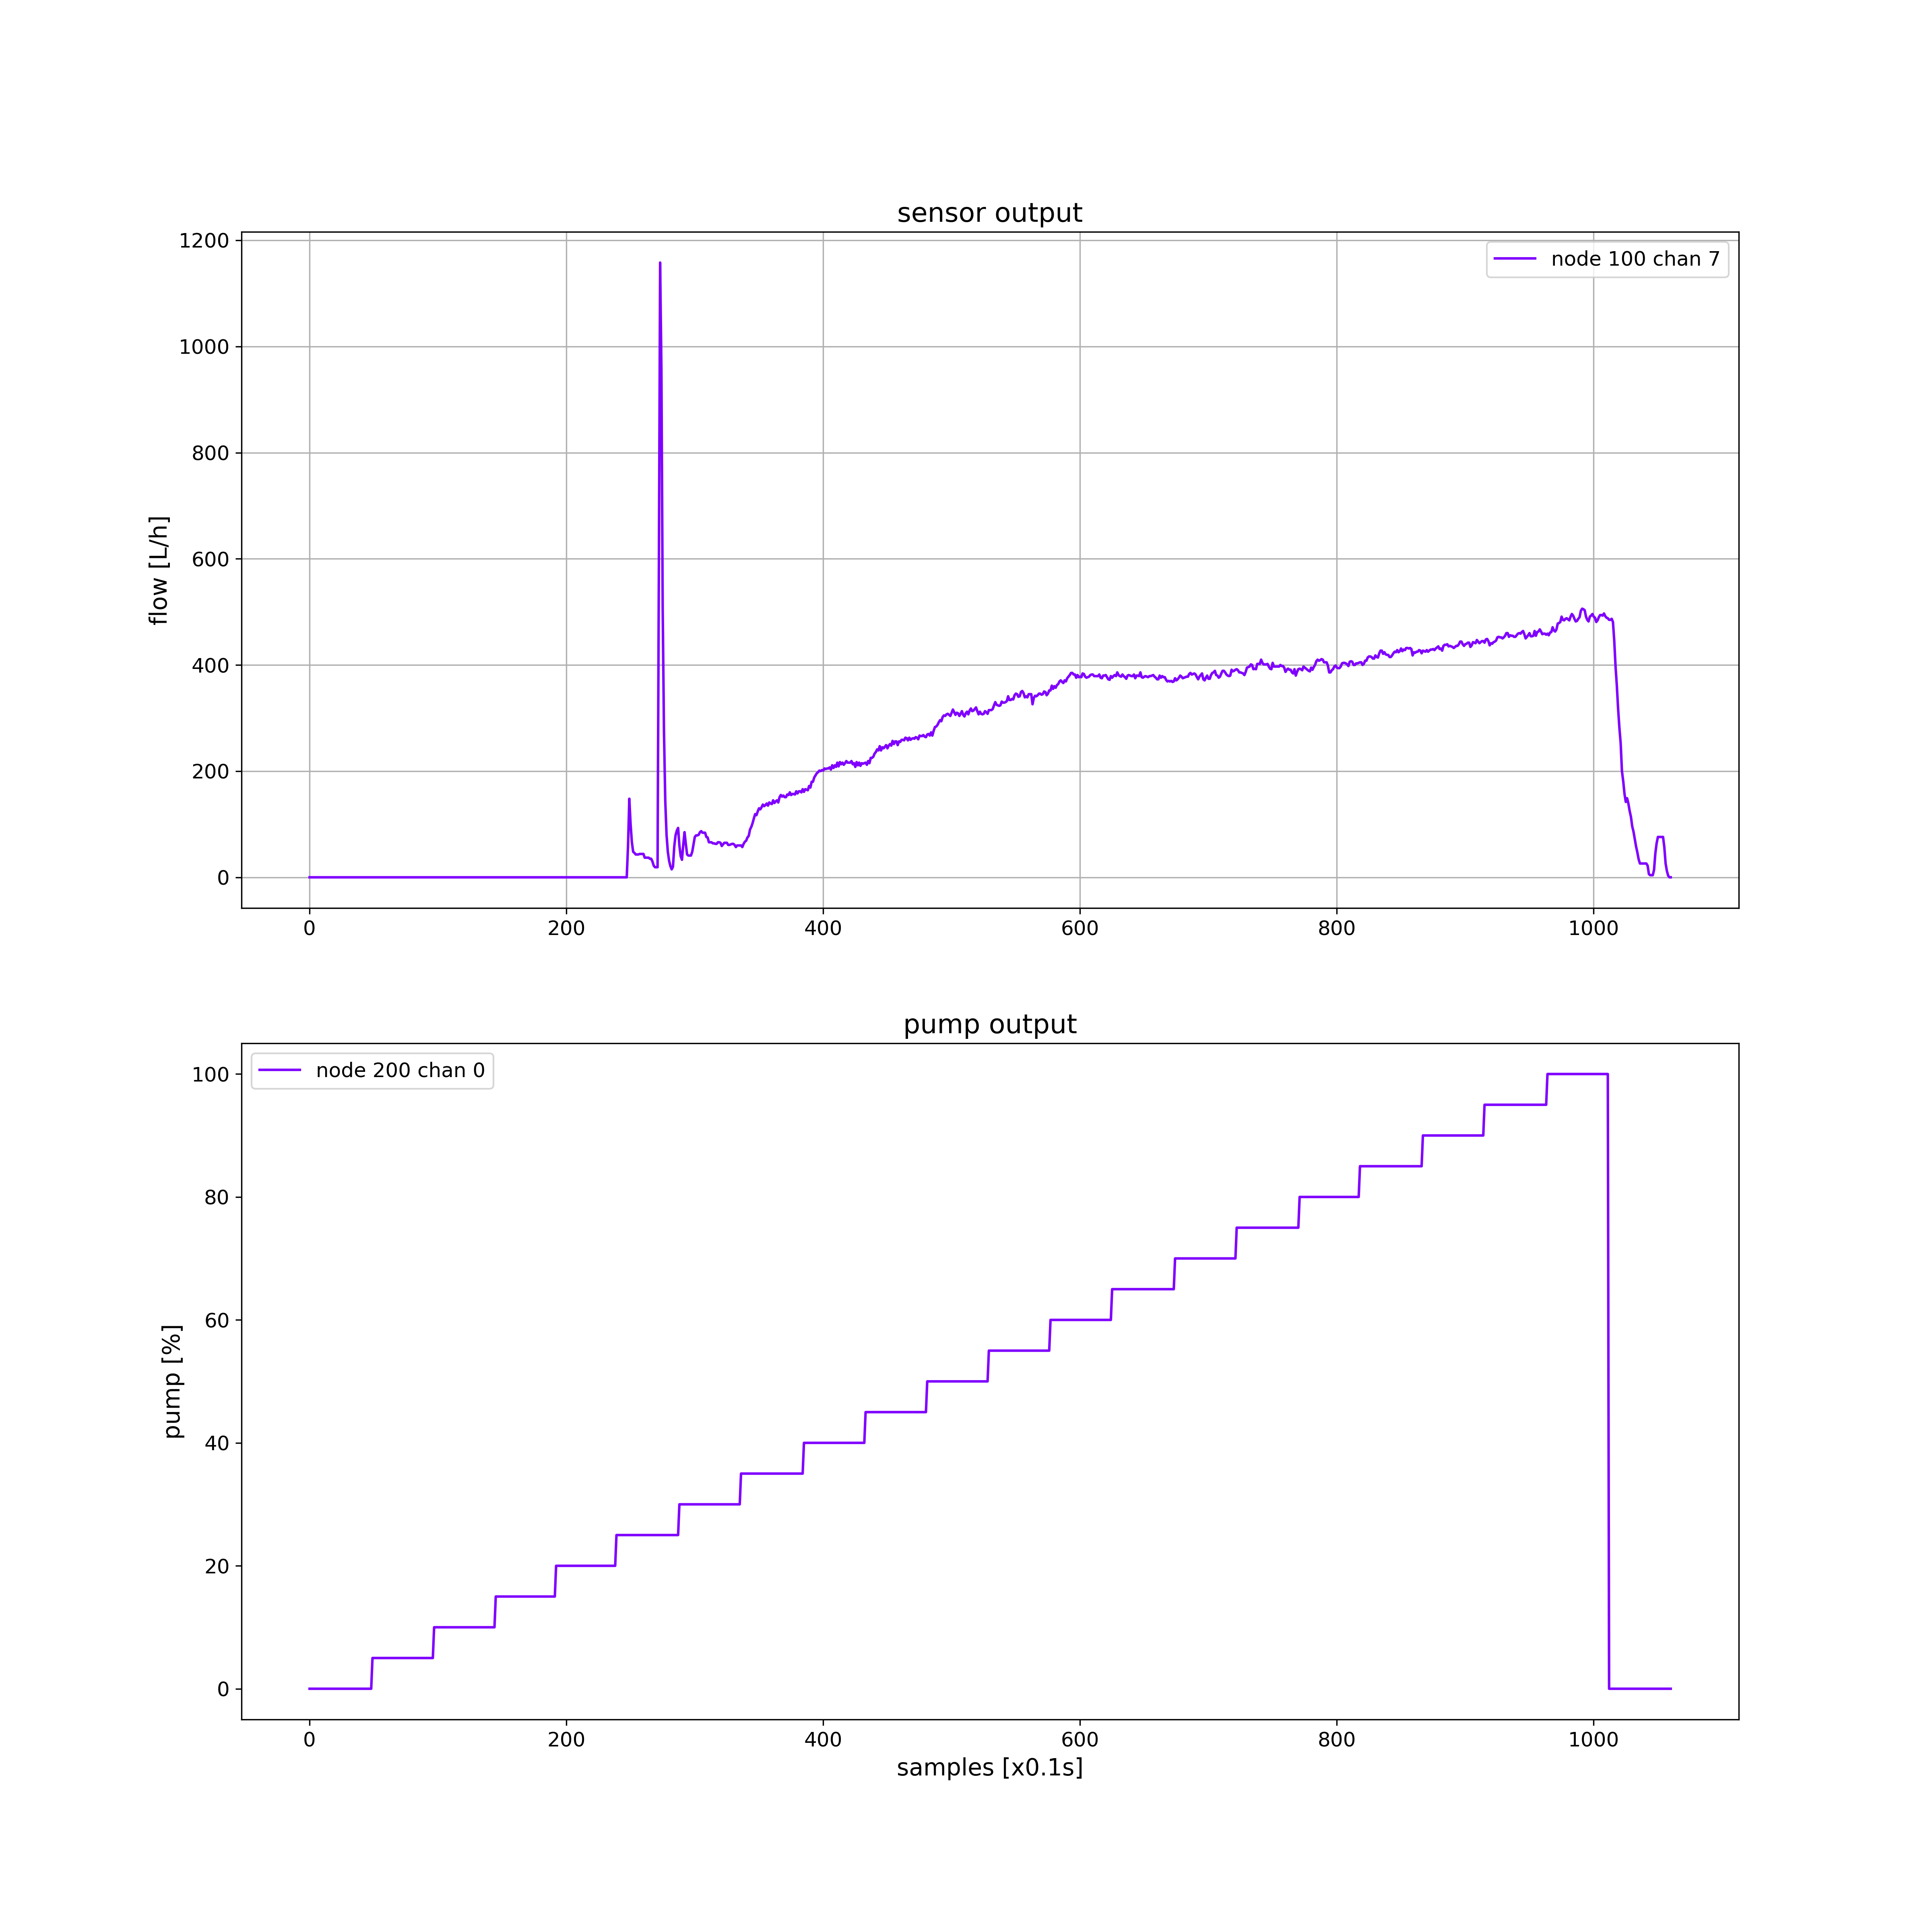 sensor output
node 100 chan 7
flow [L/h]
1200
1000
800
600
400
200
0
0 200 400 600 800 1000
pump output
node 200 chan 0
pump [%]
100
80
60
40
20
0
0 200 400 600 800 1000
samples [x0.1s]